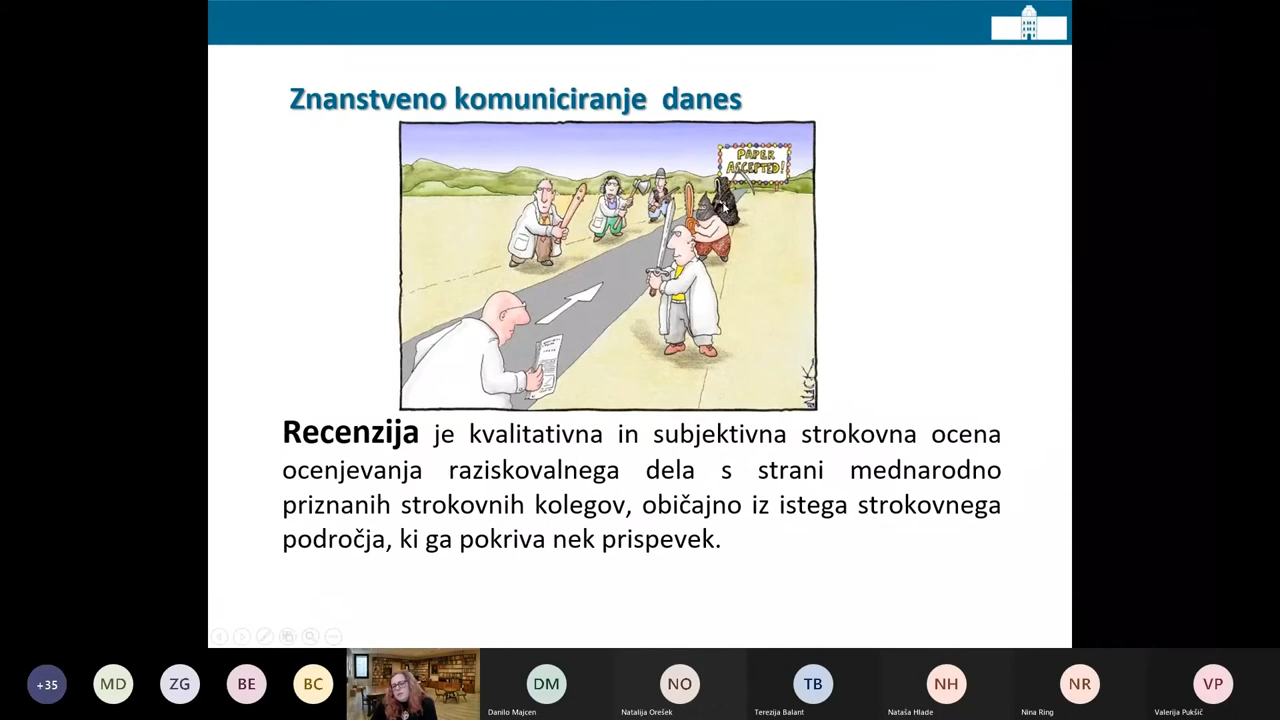 Znanstveno komuniciranje danes
PAPER
ACCEPTED!
NICK
Recenzija je kvalitativna in subjektivna strokovna ocena
ocenjevanja raziskovalnega dela s strani mednarodno
priznanih strokovnih kolegov, običajno iz istega strokovnega
področja, ki ga pokriva nek prispevek.
+35
MD
ZG
BE
BC
DM
NO
TB
NH
NR
VP
Danilo Majcen
Natalija Orešek
Terezija Balant
Nataša Hlade
Nina Ring
Valerija Pukšič